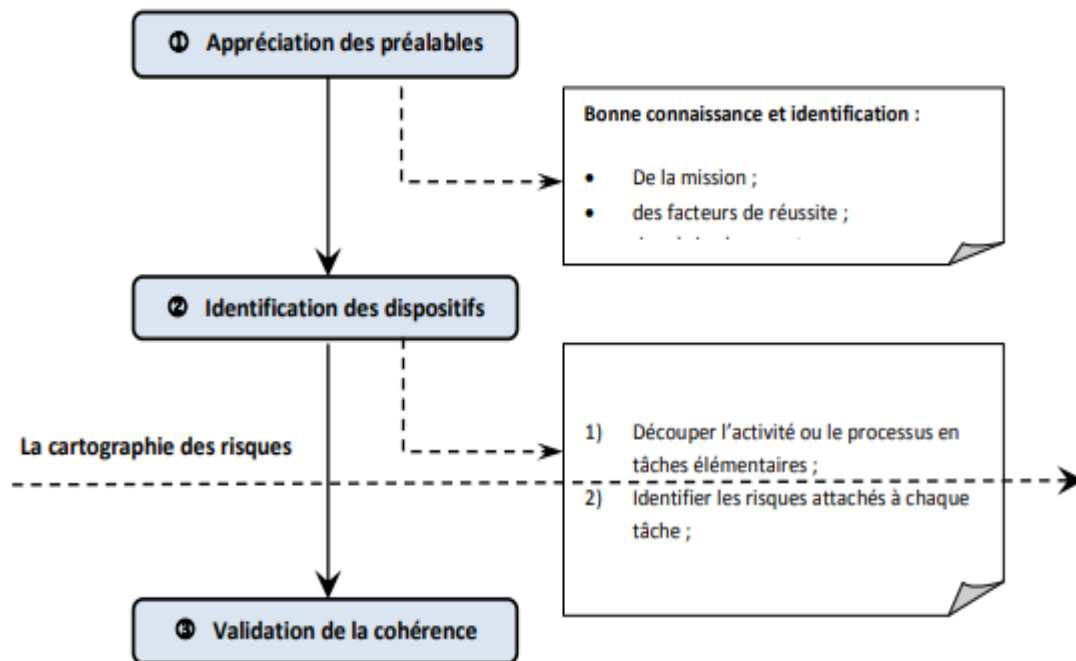 ① Appréciation des préalables
Bonne connaissance et identification :
• De la mission ;
• des facteurs de réussite ;
② Identification des dispositifs
La cartographie des risques
1) Découper l'activité ou le processus en
tâches élémentaires ;
2) Identifier les risques attachés à chaque
tâche ;
③ Validation de la cohérence